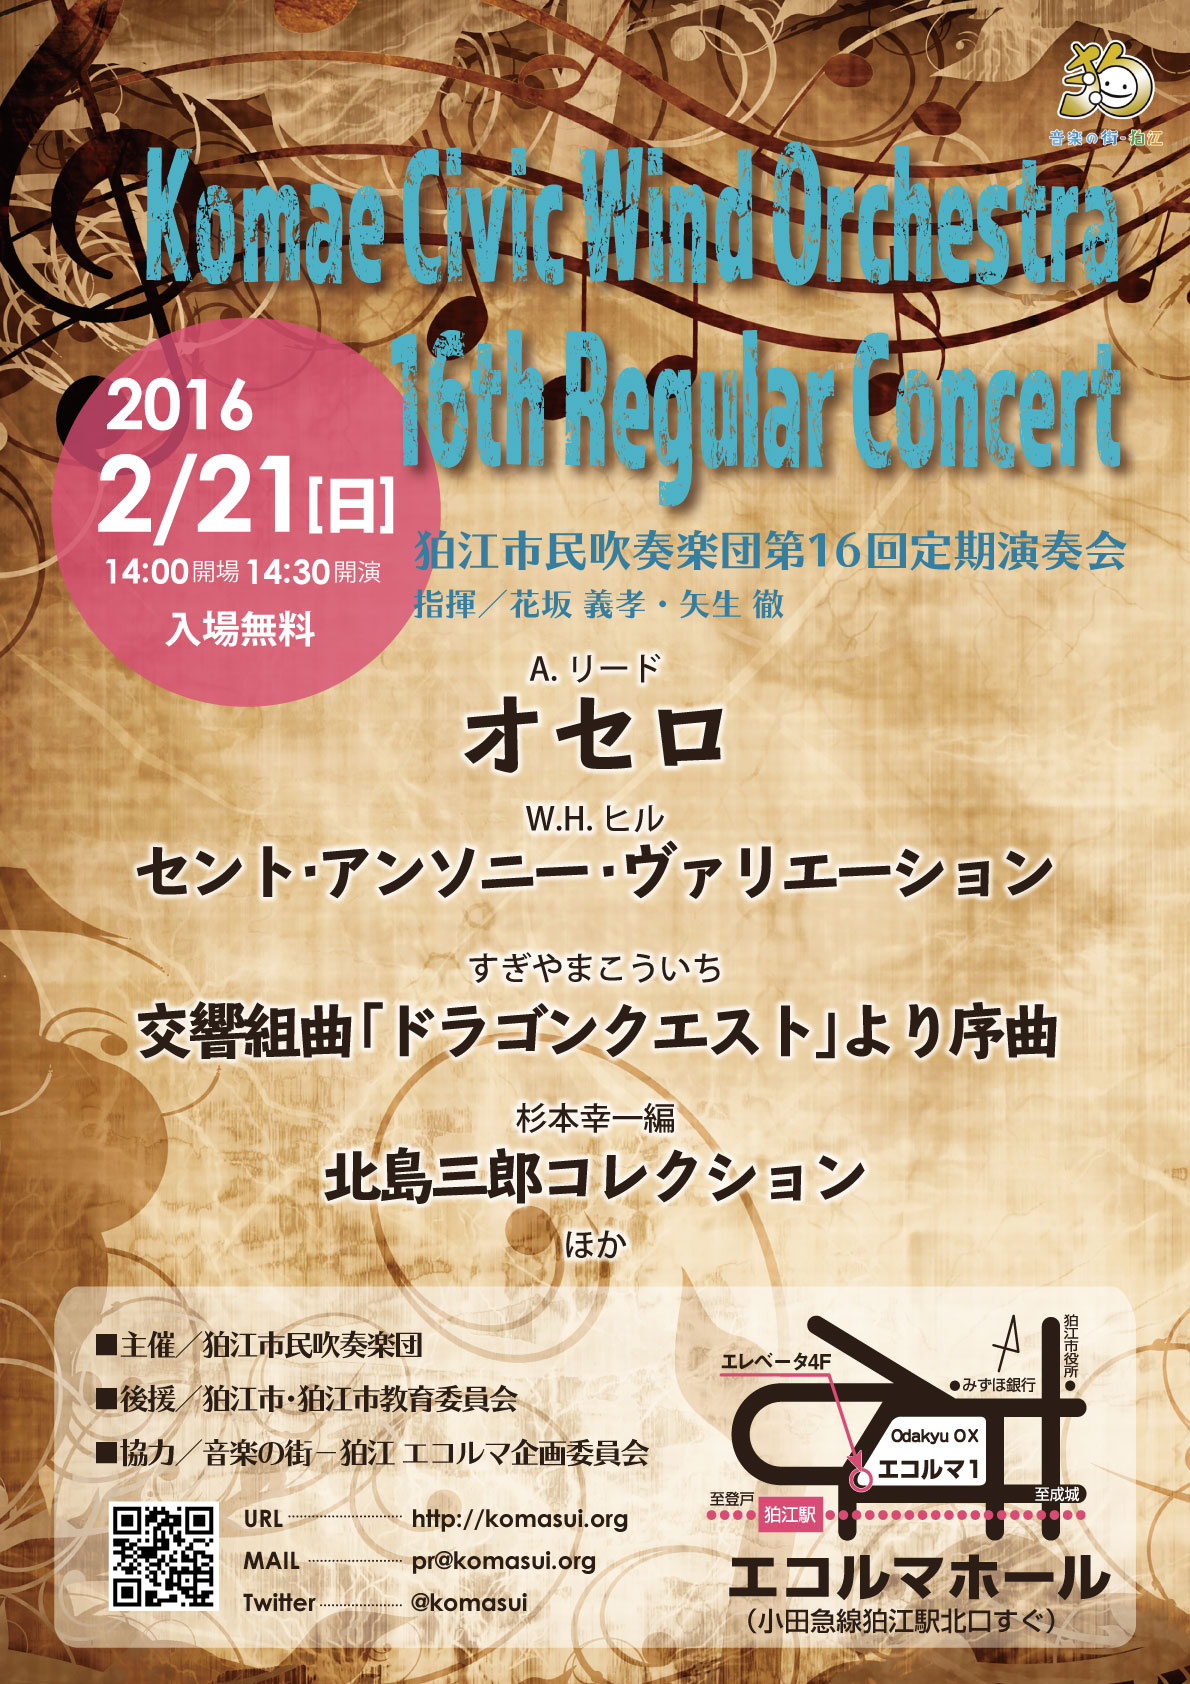 音楽の街-狛江
Komae Civic Wind Orchestra
16th Regular Concert
2016
2/21[日]
14:00開場 14:30開演
入場無料
狛江市民吹奏楽団第16回定期演奏会
指揮／花坂 義孝・矢生 徹
A. リード
オセロ
W.H. ヒル
セント・アンソニー・ヴァリエーション
すぎやまこういち
交響組曲「ドラゴンクエスト」より序曲
杉本幸一編
北島三郎コレクション
ほか
■主催／狛江市民吹奏楽団
■後援／狛江市・狛江市教育委員会
■協力／音楽の街－狛江 エコルマ企画委員会
URL http://komasui.org
MAIL pr@komasui.org
Twitter @komasui
エレベータ4F
狛江市役所
みずほ銀行
Odakyu OX
エコルマ1
至登戸
狛江駅
至成城
エコルマホール
（小田急線狛江駅北口すぐ）